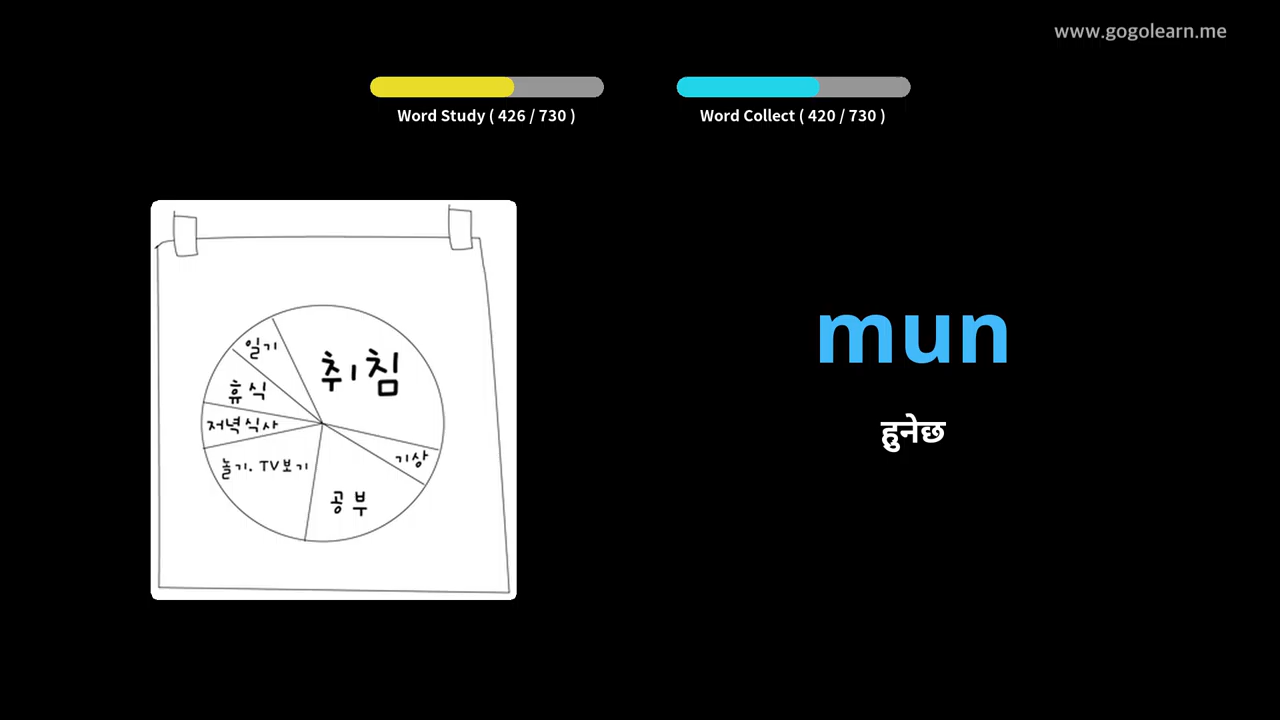 www.gogolearn.me
Word Study ( 426 / 730 )
Word Collect ( 420 / 730 )
일기
취침
휴식
저녁식사
놀기. TV보기
기상
공부
mun
हुनेछ